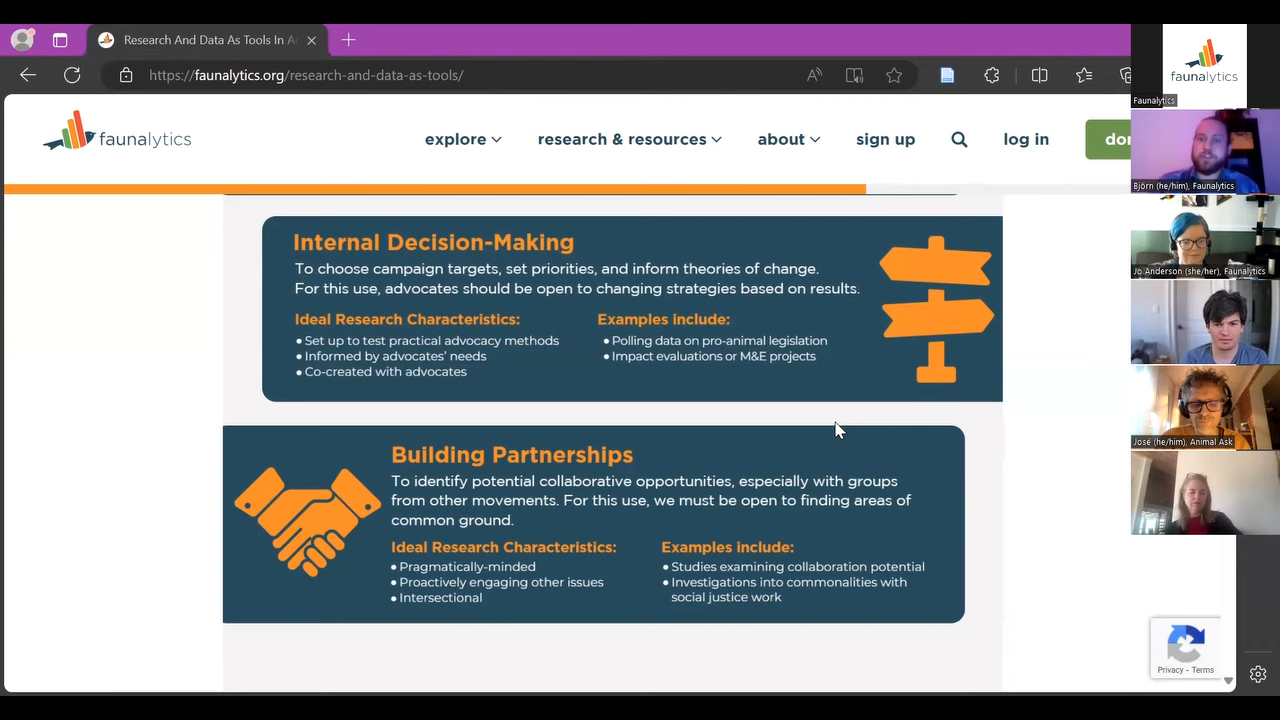 Research And Data As Tools In A
https://faunalytics.org/research-and-data-as-tools/
faunalytics
explore
research & resources
about
sign up
log in
don
Internal Decision-Making
To choose campaign targets, set priorities, and inform theories of change.
For this use, advocates should be open to changing strategies based on results.
Ideal Research Characteristics:
• Set up to test practical advocacy methods
• Informed by advocates' needs
• Co-created with advocates
Examples include:
• Polling data on pro-animal legislation
• Impact evaluations or M&E projects
Building Partnerships
To identify potential collaborative opportunities, especially with groups
from other movements. For this use, we must be open to finding areas of
common ground.
Ideal Research Characteristics:
• Pragmatically-minded
• Proactively engaging other issues
• Intersectional
Examples include:
• Studies examining collaboration potential
• Investigations into commonalities with
social justice work
Privacy - Terms
faunalytics
Faunalytics
Björn (he/him), Faunalytics
Jo Anderson (she/her), Faunalytics
José (he/him), Animal Ask